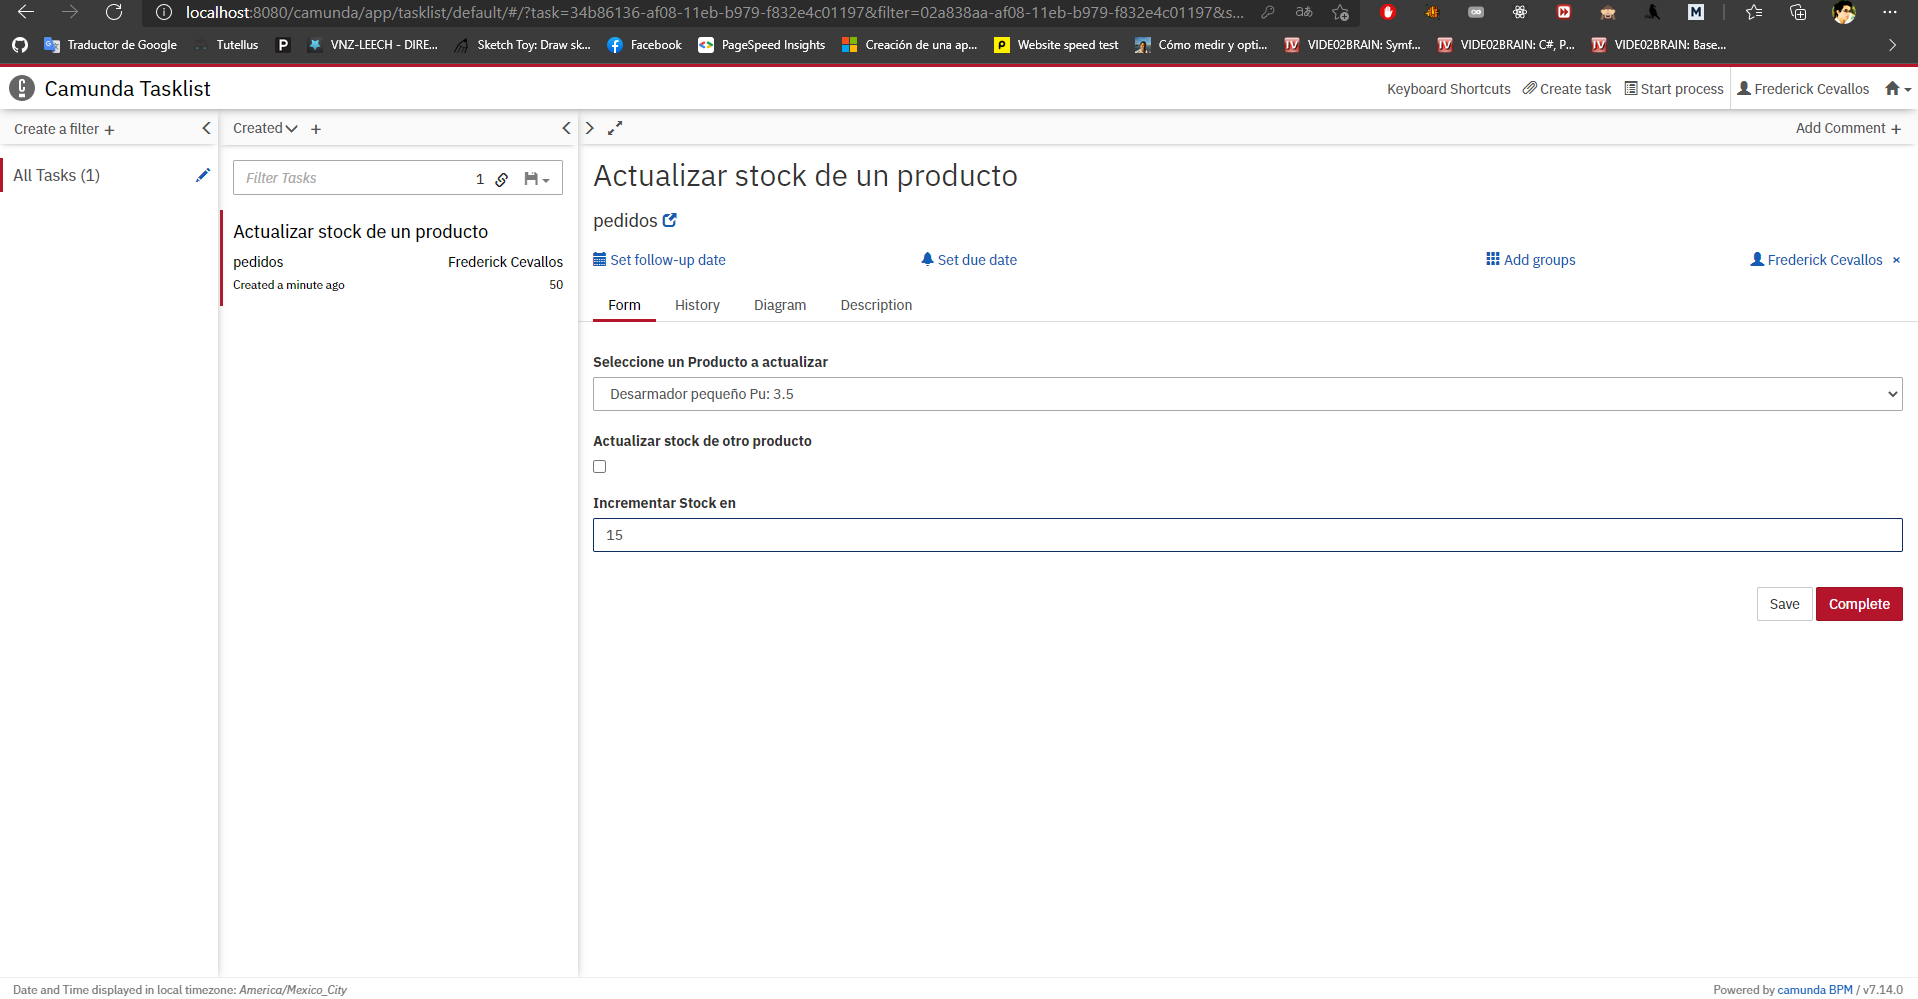 localhost:8080/camunda/app/tasklist/default/#/?task=34b86136-af08-11eb-b979-f832e4c01197&filter=02a838aa-af08-11eb-b979-f832e4c01197&s...
Traductor de Google Tutellus VNZ-LEECH - DIRE... Sketch Toy: Draw sk... Facebook PageSpeed Insights Creación de una ap... Website speed test Cómo medir y opti... VIDE02BRAIN: Symf... VIDE02BRAIN: C#, P... VIDE02BRAIN: Base...
Camunda Tasklist
Keyboard Shortcuts Create task Start process Frederick Cevallos
Create a filter +
Created +
Add Comment +
All Tasks (1)
Filter Tasks 1
Actualizar stock de un producto
pedidos Frederick Cevallos
Created a minute ago 50
Actualizar stock de un producto
pedidos
Set follow-up date Set due date Add groups Frederick Cevallos ×
Form History Diagram Description
Seleccione un Producto a actualizar
Desarmador pequeño Pu: 3.5
Actualizar stock de otro producto
Incrementar Stock en
15
Save Complete
Date and Time displayed in local timezone: America/Mexico_City
Powered by camunda BPM / v7.14.0